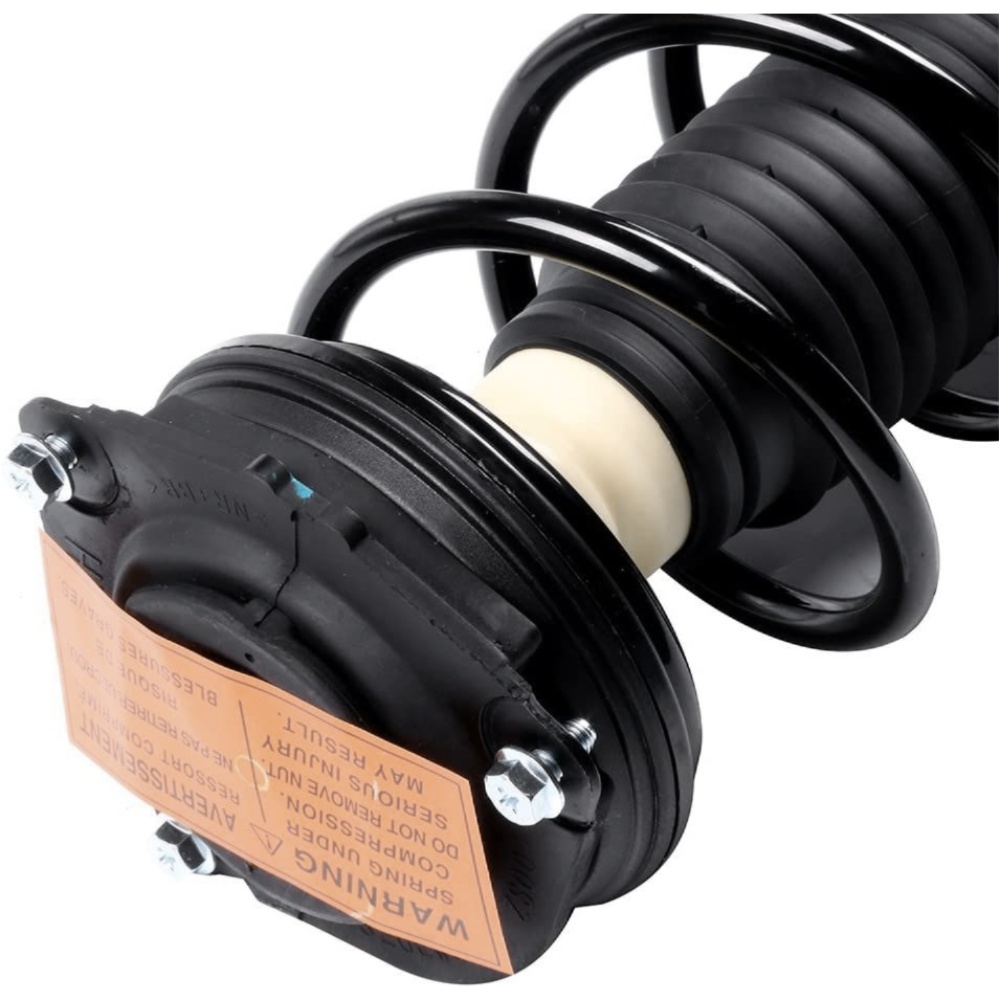 WARNING
SPRING UNDER
COMPRESSION.
DO NOT REMOVE NUT.
SERIOUS INJURY
MAY RESULT.
AVERTISSEMENT
RESSORT COMPRIMÉ
NE PAS RETIRER
RISQUE DE
BLESSURES GRAVES